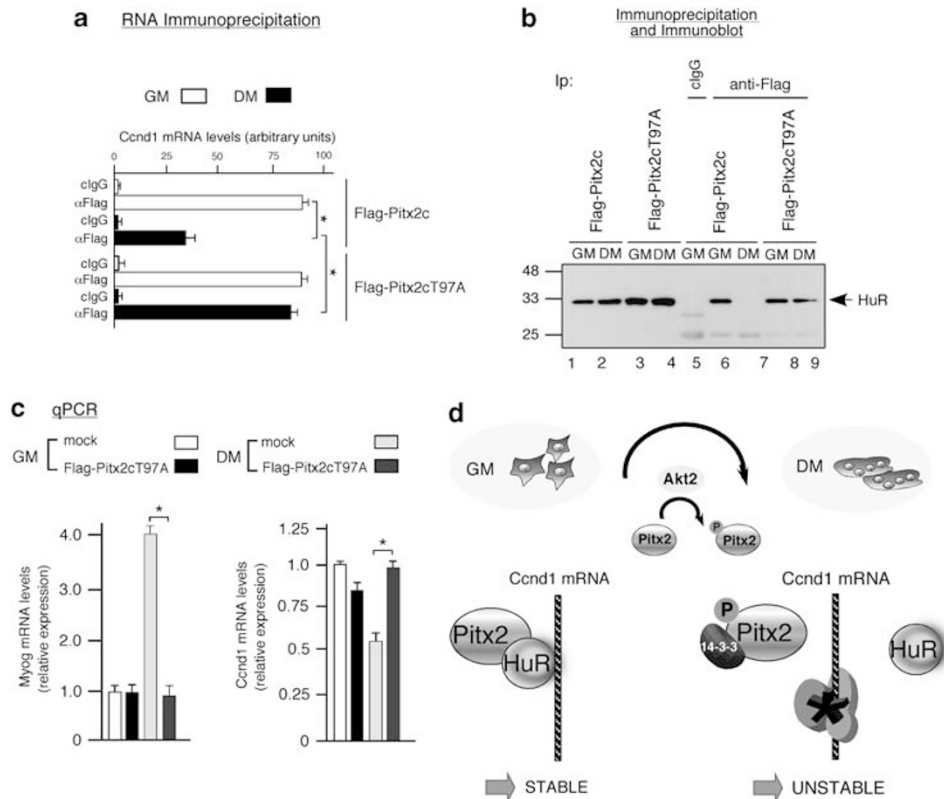 a RNA Immunoprecipitation
GM DM
Ccnd1 mRNA levels (arbitrary units)
0 25 50 75 100
cIgG
αFlag
cIgG
αFlag
Flag-Pitx2c
cIgG
αFlag
cIgG
αFlag
Flag-Pitx2cT97A
*
*
b Immunoprecipitation
and Immunoblot
Ip: cIgG anti-Flag
Flag-Pitx2c Flag-Pitx2cT97A Flag-Pitx2c Flag-Pitx2cT97A
GM DM GM DM GM GM DM GM DM
48
33
25
HuR
1 2 3 4 5 6 7 8 9
c qPCR
GM mock
Flag-Pitx2cT97A
DM mock
Flag-Pitx2cT97A
Myog mRNA levels
(relative expression)
4.0
3.0
2.0
1.0
0
*
Ccnd1 mRNA levels
(relative expression)
1.25
1.0
0.75
0.5
0.25
0
*
d
GM
Akt2
DM
Pitx2
P
Pitx2
Ccnd1 mRNA
Pitx2
HuR
STABLE
Ccnd1 mRNA
P
14-3-3
Pitx2
HuR
UNSTABLE